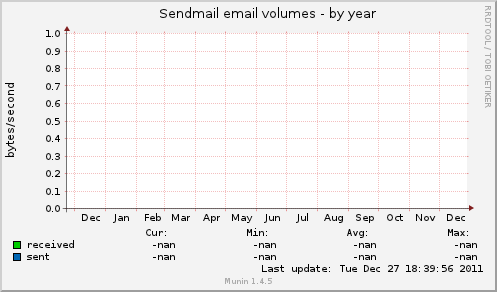 Sendmail email volumes - by year
RRDTOOL / TOBI OETIKER
bytes/second
1.0
0.9
0.8
0.7
0.6
0.5
0.4
0.3
0.2
0.1
0.0
Dec Jan Feb Mar Apr May Jun Jul Aug Sep Oct Nov Dec
Cur: Min: Avg: Max:
received -nan -nan -nan -nan
sent -nan -nan -nan -nan
Last update: Tue Dec 27 18:39:56 2011
Munin 1.4.5